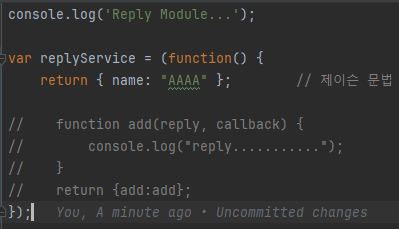 console.log('Reply Module...');
var replyService = (function() {
return { name: "AAAA" }; // 제이슨 문법
// function add(reply, callback) {
// console.log("reply...........");
// }
// return {add:add};
}); You, A minute ago • Uncommitted changes